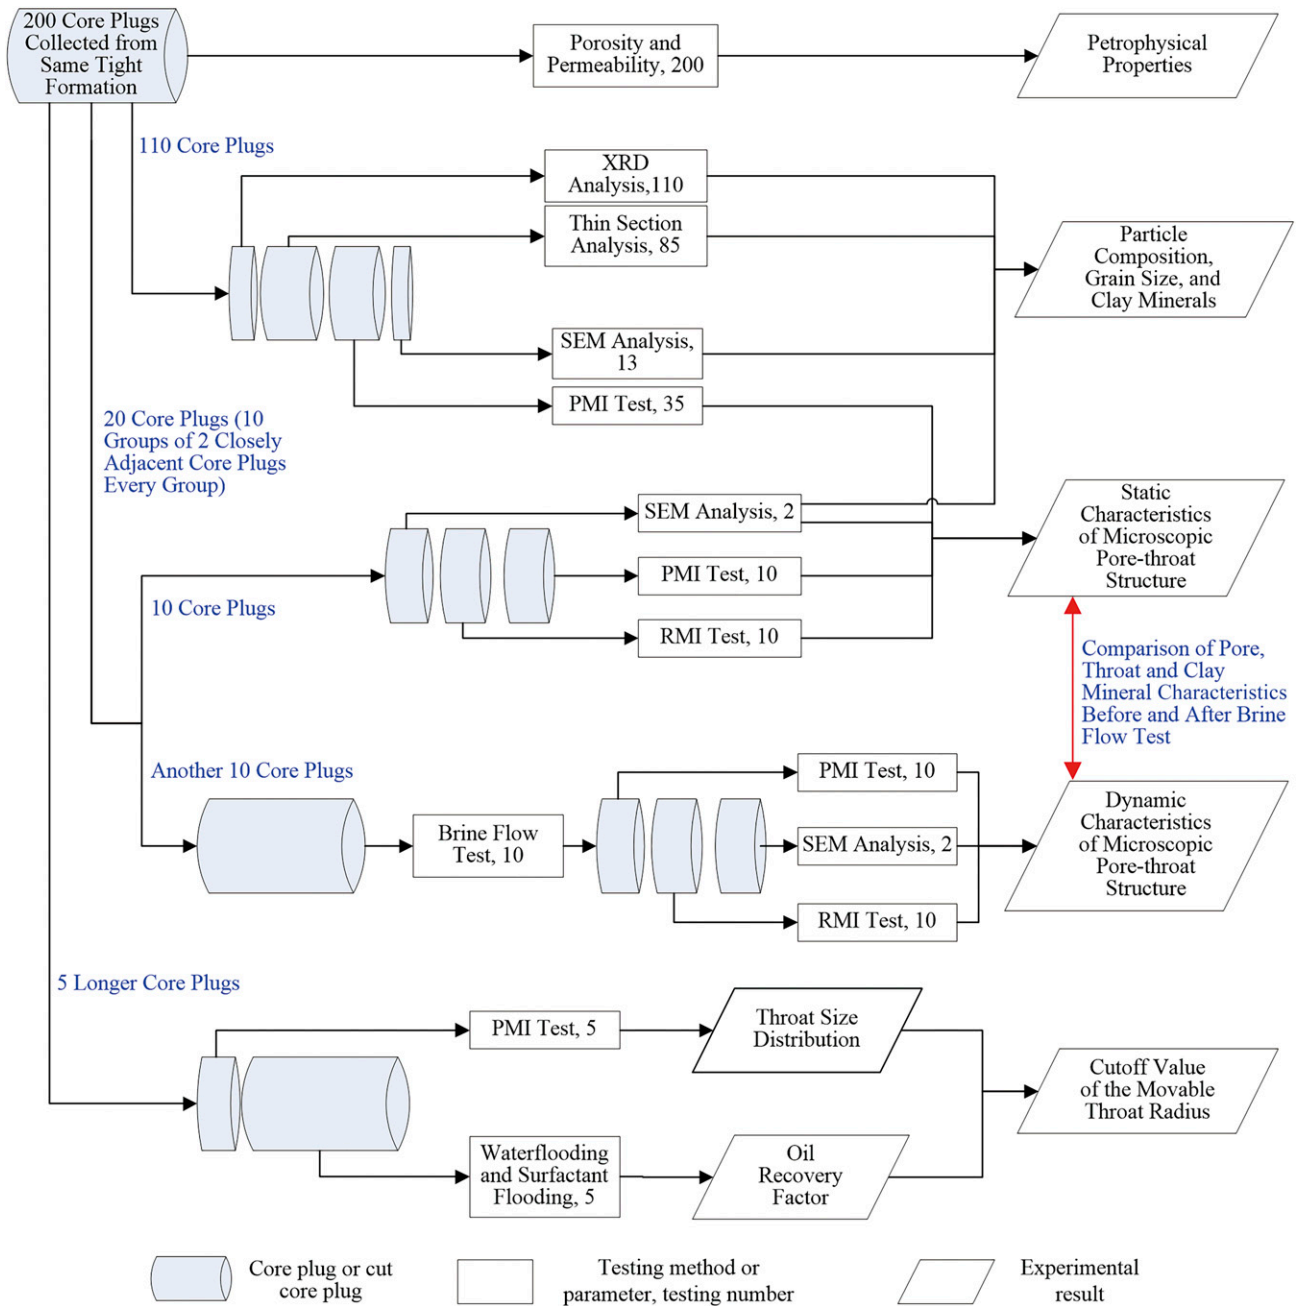 200 Core Plugs
Collected from
Same Tight
Formation
Porosity and
Permeability, 200
Petrophysical
Properties
110 Core Plugs
XRD
Analysis,110
Thin Section
Analysis, 85
Particle
Composition,
Grain Size, and
Clay Minerals
SEM Analysis,
13
PMI Test, 35
20 Core Plugs (10
Groups of 2 Closely
Adjacent Core Plugs
Every Group)
SEM Analysis, 2
Static
Characteristics
of Microscopic
Pore-throat
Structure
PMI Test, 10
10 Core Plugs
RMI Test, 10
Comparison of Pore,
Throat and Clay
Mineral Characteristics
Before and After Brine
Flow Test
Another 10 Core Plugs
PMI Test, 10
Brine Flow
Test, 10
SEM Analysis, 2
Dynamic
Characteristics
of Microscopic
Pore-throat
Structure
RMI Test, 10
5 Longer Core Plugs
PMI Test, 5
Throat Size
Distribution
Cutoff Value
of the Movable
Throat Radius
Waterflooding
and Surfactant
Flooding, 5
Oil
Recovery
Factor
Core plug or cut
core plug
Testing method or
parameter, testing number
Experimental
result